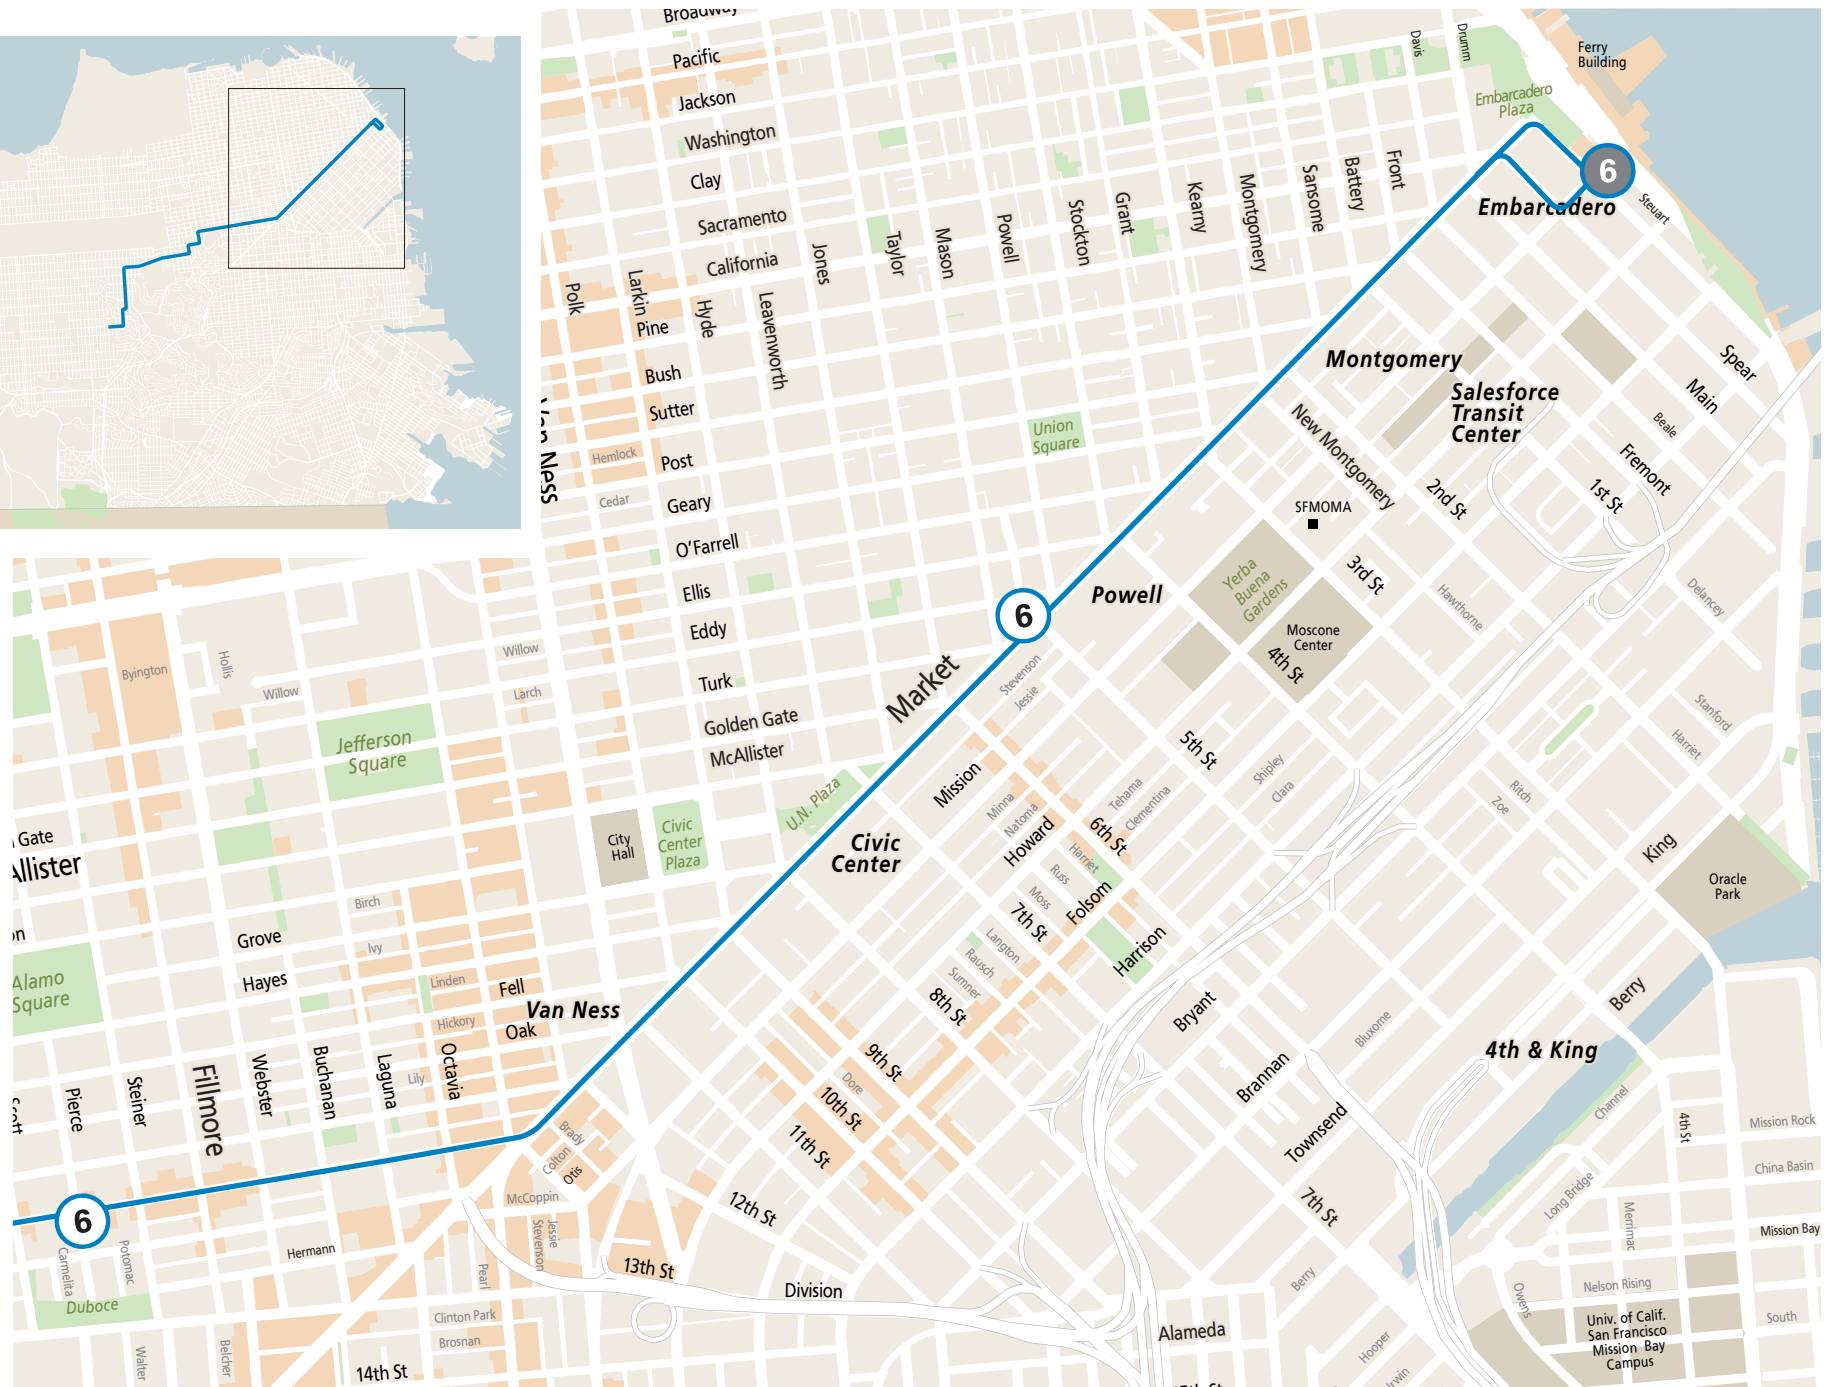 Broadway
Pacific
Jackson
Washington
Clay
Sacramento
California
Pine
Bush
Sutter
Hemlock
Post
Cedar
Geary
O'Farrell
Ellis
Eddy
Turk
Golden Gate
McAllister
Polk
Larkin
Hyde
Leavenworth
Jones
Taylor
Mason
Powell
Stockton
Grant
Kearny
Montgomery
Sansome
Battery
Front
Davis
Drumm
Ferry
Building
Embarcadero
Plaza
6
Embarcadero
Steuart
Montgomery
Salesforce
Transit
Center
Spear
Main
Beale
Fremont
1st St
2nd St
New Montgomery
Union
Square
SFMOMA
3rd St
Hawthorne
Delancey
Yerba
Buena
Gardens
Moscone
Center
4th St
Powell
6
Market
Stevenson
Jessie
Stanford
Harriet
5th St
Shipley
Clara
Ritch
Zoe
Mission
Minna
Natoma
Howard
Tehama
Clementina
6th St
Harriet
Russ
Moss
Folsom
7th St
Langton
Rausch
Sumner
Harrison
8th St
King
Oracle
Park
Berry
Bryant
Bluxome
Brannan
4th & King
Townsend
Channel
4th St
Mission Rock
China Basin
Long Bridge
Merrimac
Mission Bay
7th St
Nelson Rising
Owens
Berry
South
Univ. of Calif.
San Francisco
Mission Bay
Campus
Hooper
Alameda
Division
13th St
12th St
11th St
10th St
Dore
9th St
Civic
Center
U.N. Plaza
Civic
Center
Plaza
City
Hall
Van Ness
Van Ness
Willow
Larch
Byington
Hollis
Willow
Jefferson
Square
Gate
Allister
Birch
Grove
Ivy
Hayes
Linden
Fell
Hickory
Oak
Alamo
Square
Lily
Pierce
Steiner
Fillmore
Webster
Buchanan
Laguna
Octavia
Brady
Colton
Otis
McCoppin
Jessie
Stevenson
6
Carmelita
Potomac
Hermann
Pearl
Duboce
Clinton Park
Brosnan
Walter
Belcher
14th St